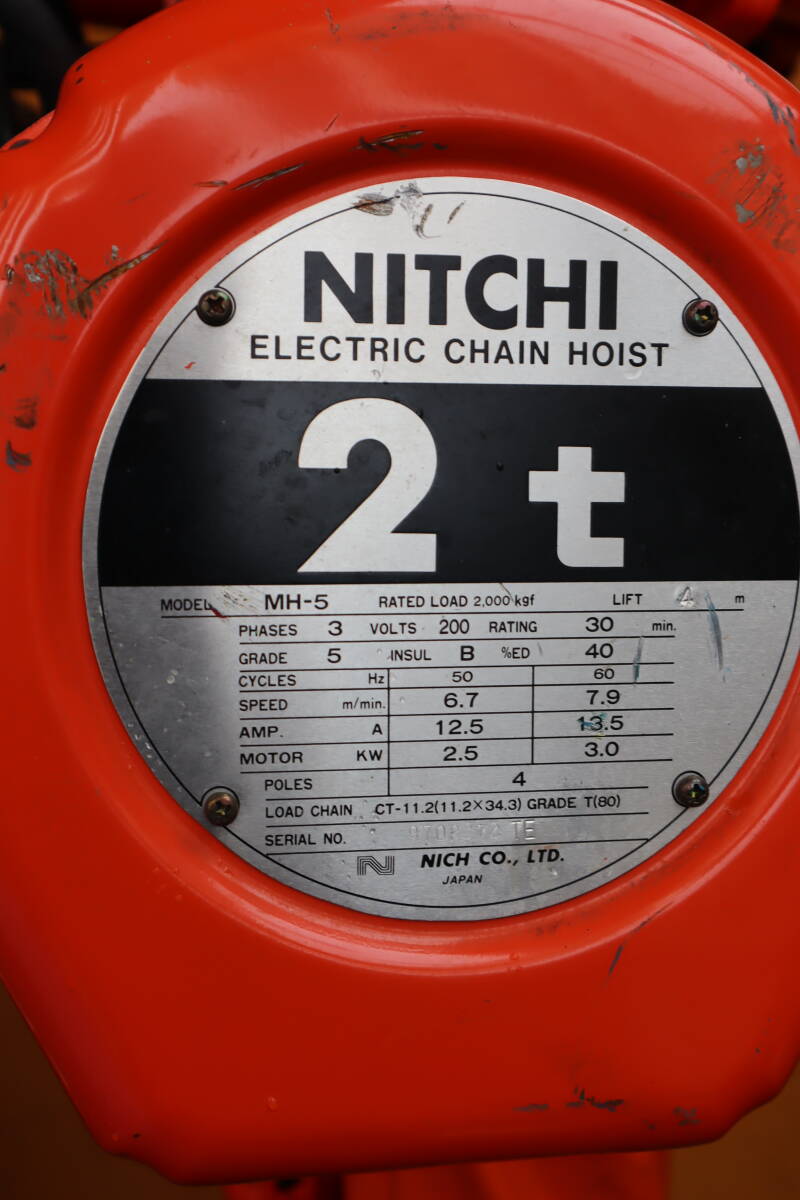 NITCHI
ELECTRIC CHAIN HOIST
2 t
MODEL MH-5 RATED LOAD 2,000 kgf LIFT 4 m
PHASES 3 VOLTS 200 RATING 30 min.
GRADE 5 INSUL B %ED 40
CYCLES Hz 50 60
SPEED m/min. 6.7 7.9
AMP. A 12.5 13.5
MOTOR KW 2.5 3.0
POLES 4
LOAD CHAIN CT-11.2(11.2×34.3) GRADE T(80)
SERIAL NO. TE
NICH CO., LTD.
JAPAN